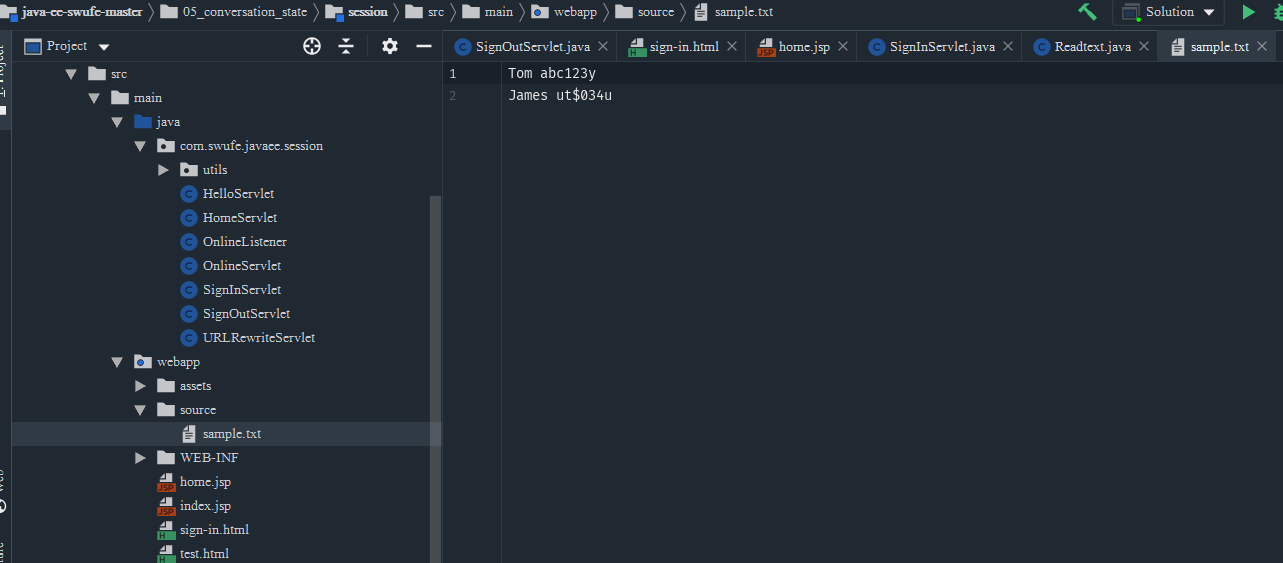 java-ee-swufe-master 05_conversation_state session src main webapp source sample.txt Solution
Project
SignOutServlet.java sign-in.html home.jsp SignInServlet.java Readtext.java sample.txt
src
main
java
com.swufe.javaee.session
utils
HelloServlet
HomeServlet
OnlineListener
OnlineServlet
SignInServlet
SignOutServlet
URLRewriteServlet
webapp
assets
source
sample.txt
WEB-INF
home.jsp
index.jsp
sign-in.html
test.html
1 Tom abc123y
2 James ut$034u